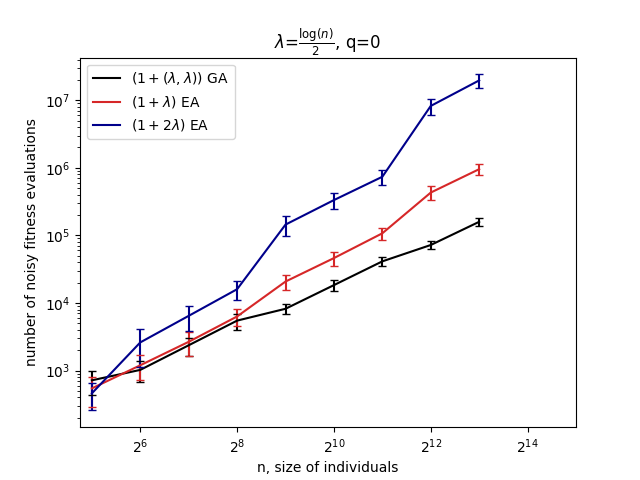 λ=log(n)/2, q=0
(1 + (λ, λ)) GA
(1 + λ) EA
(1 + 2λ) EA
number of noisy fitness evaluations
10⁷
10⁶
10⁵
10⁴
10³
2⁶ 2⁸ 2¹⁰ 2¹² 2¹⁴
n, size of individuals